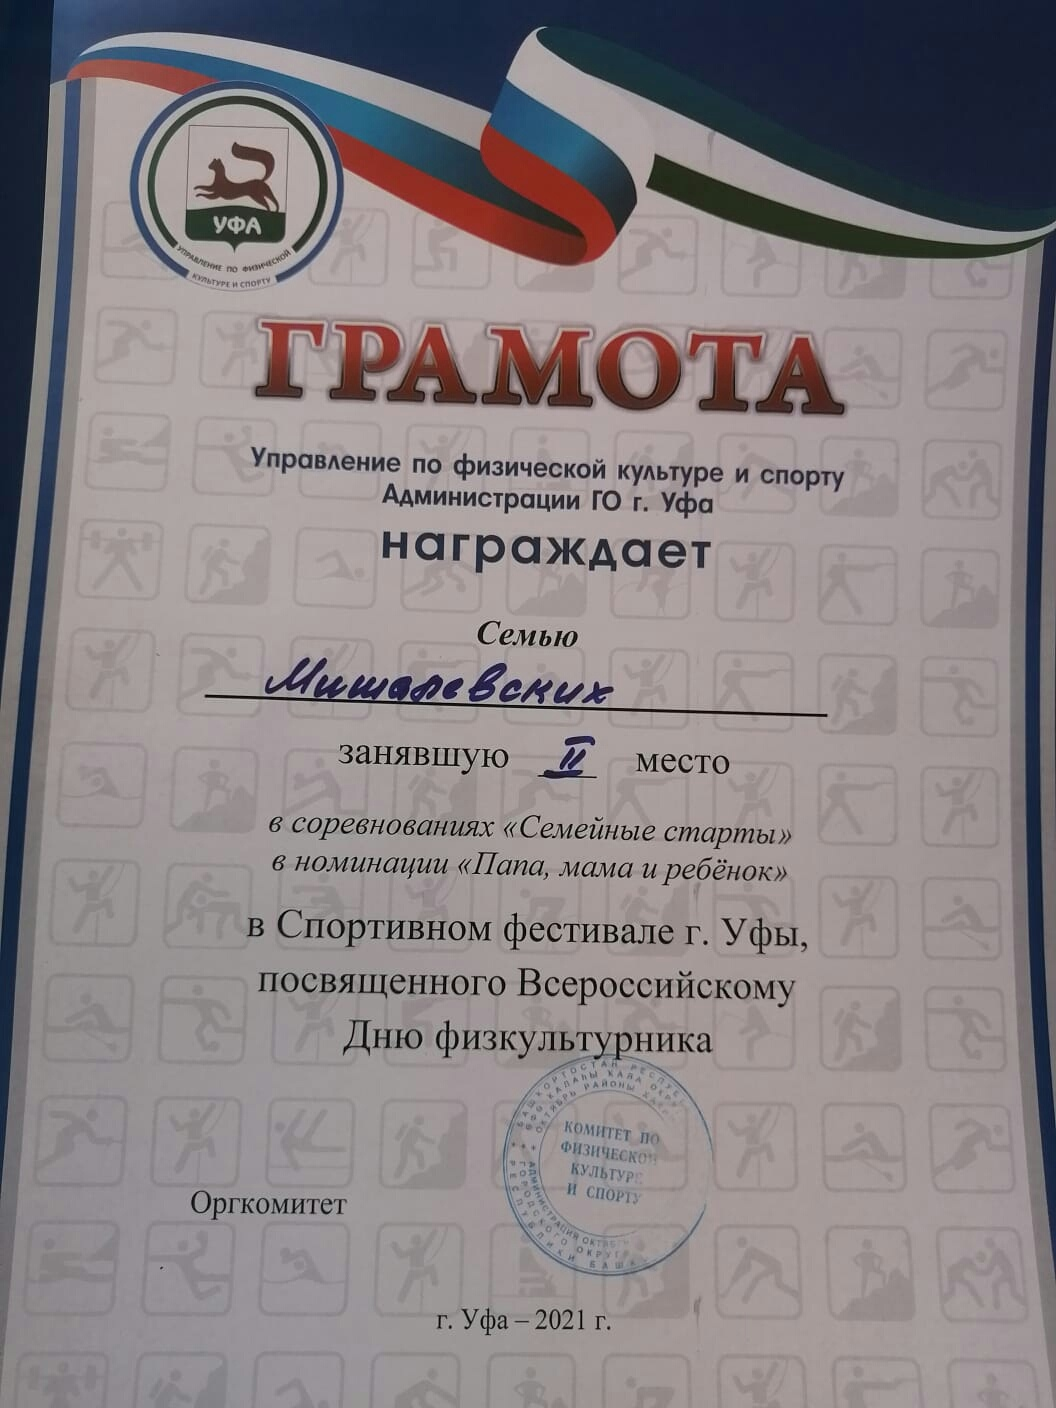 УФА
УПРАВЛЕНИЕ ПО ФИЗИЧЕСКОЙ
КУЛЬТУРЕ И СПОРТУ
ГРАМОТА
Управление по физической культуре и спорту
Администрации ГО г. Уфа
награждает
Семью
Мишалевских
занявшую II место
в соревнованиях «Семейные старты»
в номинации «Папа, мама и ребёнок»
в Спортивном фестивале г. Уфы,
посвященного Всероссийскому
Дню физкультурника
КОМИТЕТ ПО
ФИЗИЧЕСКОЙ
КУЛЬТУРЕ
И СПОРТУ
Оргкомитет
г. Уфа – 2021 г.